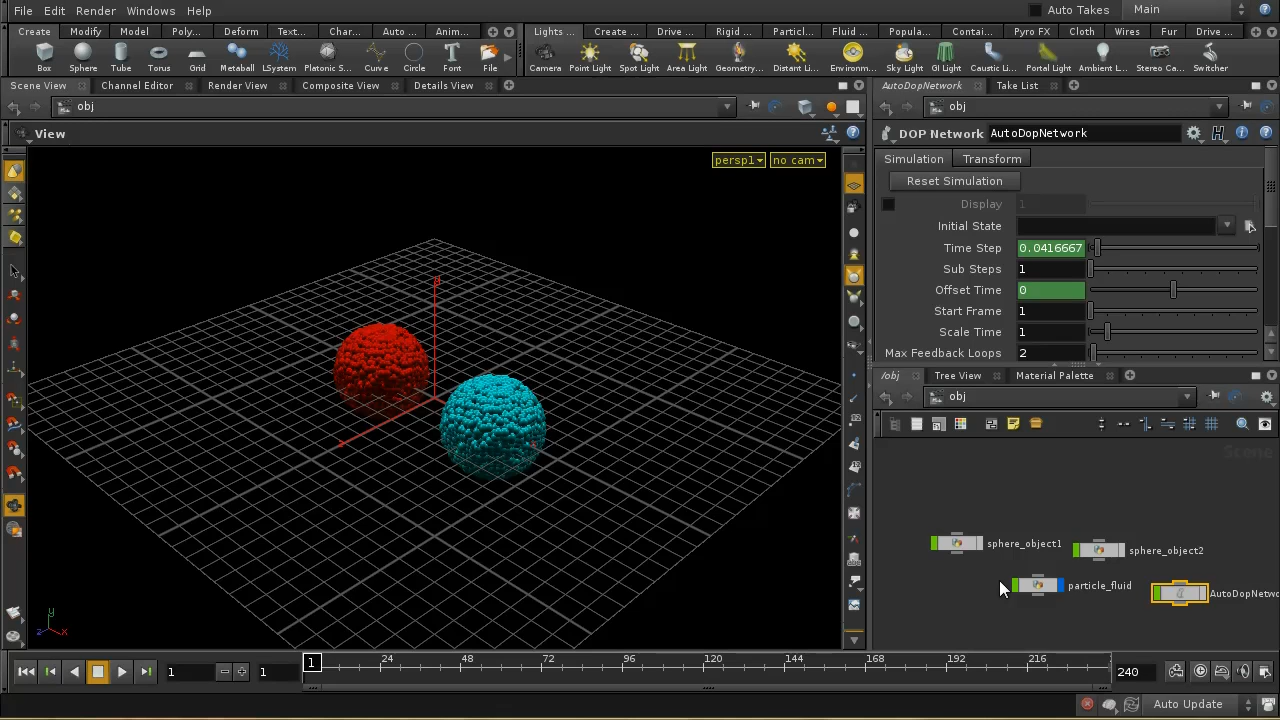 File Edit Render Windows Help Auto Takes Main
Create Modify Model Poly... Deform Text... Char... Auto ... Anim... Lights ... Create ... Drive ... Rigid ... Particl... Fluid ... Popula... Contai... Pyro FX Cloth Wires Fur Drive ...
Box Sphere Tube Torus Grid Metaball LSystem Platonic S... Curve Circle Font File Camera Point Light Spot Light Area Light Geometry... Distant Li... Environm... Sky Light GI Light Caustic Li... Portal Light Ambient L... Stereo Ca... Switcher
Scene View Channel Editor Render View Composite View Details View
obj
View
persp1 no cam
g
y
z x
AutoDopNetwork Take List
obj
DOP Network AutoDopNetwork
Simulation Transform
Reset Simulation
Display 1
Initial State
Time Step 0.0416667
Sub Steps 1
Offset Time 0
Start Frame 1
Scale Time 1
Max Feedback Loops 2
/obj Tree View Material Palette
obj
Scene
sphere_object1 sphere_object2
particle_fluid AutoDopNetwo
1 1 1 24 48 72 96 120 144 168 192 216 240
Auto Update